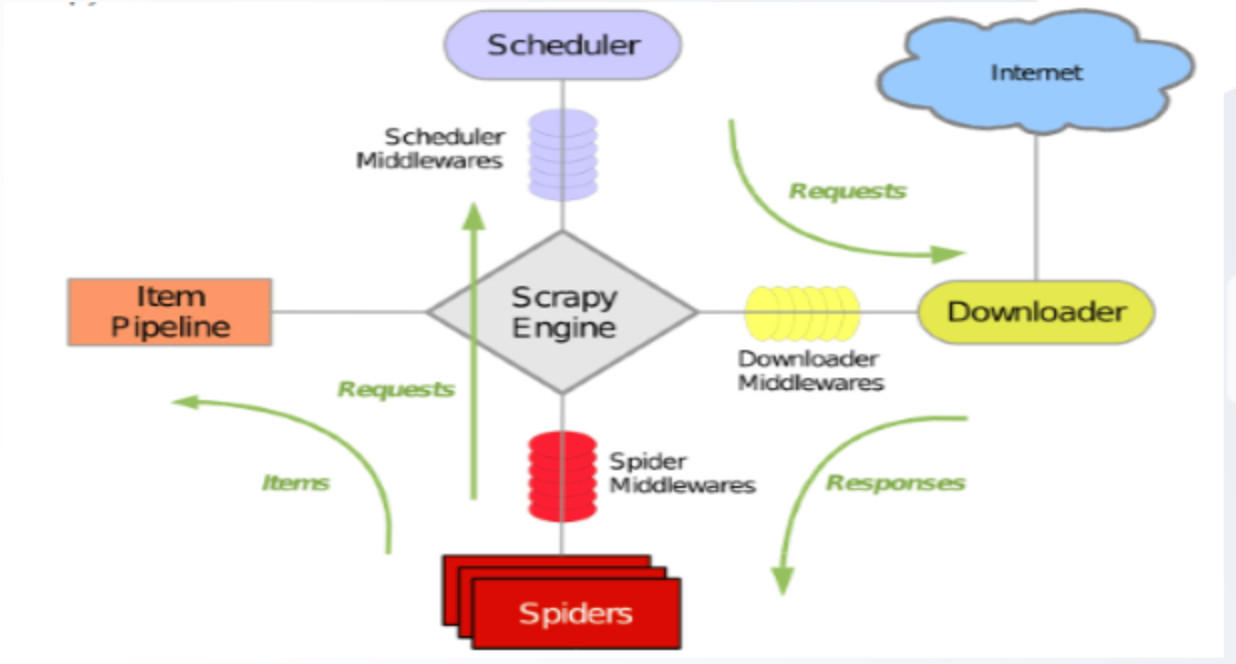 Scheduler
Internet
Scheduler
Middlewares
Requests
Item
Pipeline
Scrapy
Engine
Downloader
Downloader
Middlewares
Requests
Items
Spider
Middlewares
Responses
Spiders